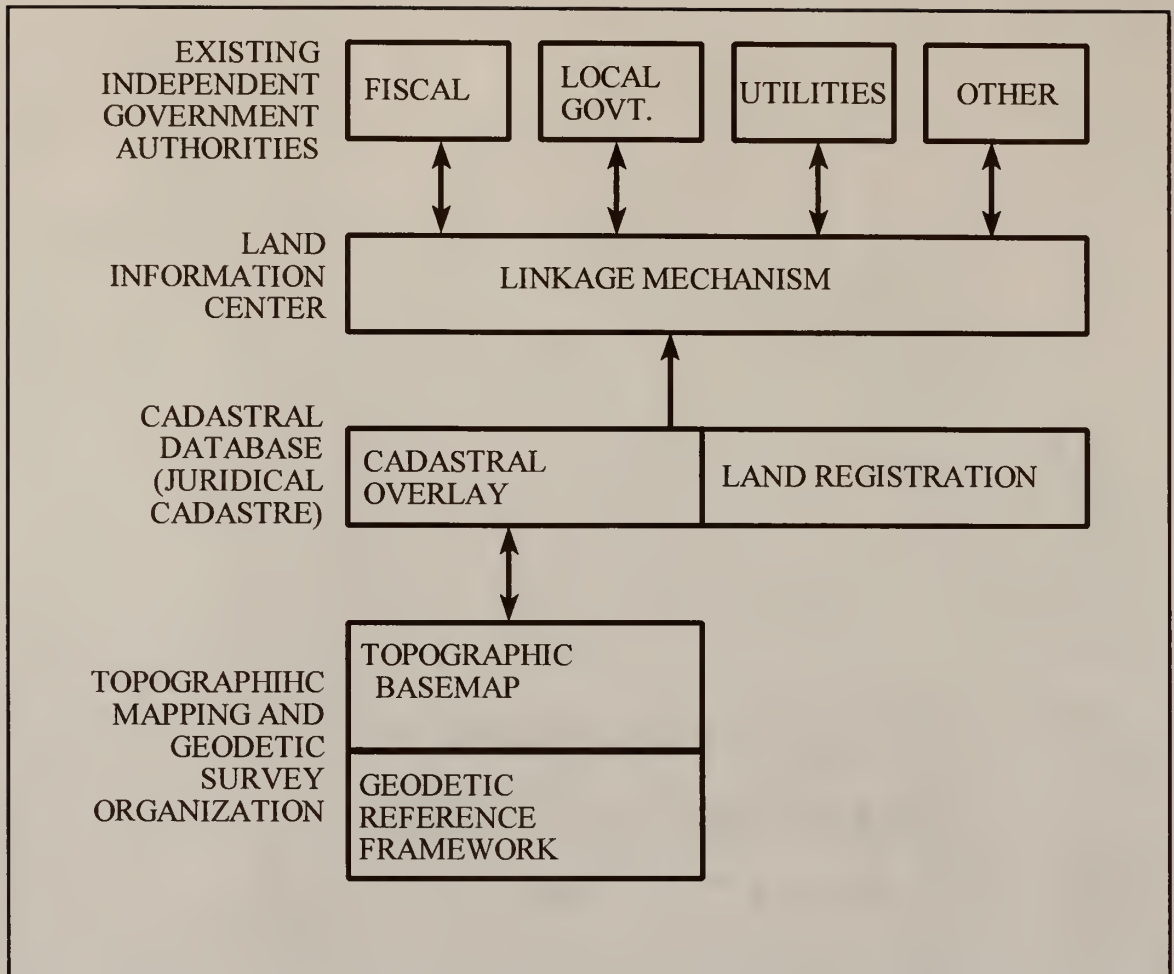 EXISTING
INDEPENDENT
GOVERNMENT
AUTHORITIES
FISCAL
LOCAL
GOVT.
UTILITIES
OTHER
LAND
INFORMATION
CENTER
LINKAGE MECHANISM
CADASTRAL
DATABASE
(JURIDICAL
CADASTRE)
CADASTRAL
OVERLAY
LAND REGISTRATION
TOPOGRAPHIHC
MAPPING AND
GEODETIC
SURVEY
ORGANIZATION
TOPOGRAPHIC
BASEMAP
GEODETIC
REFERENCE
FRAMEWORK